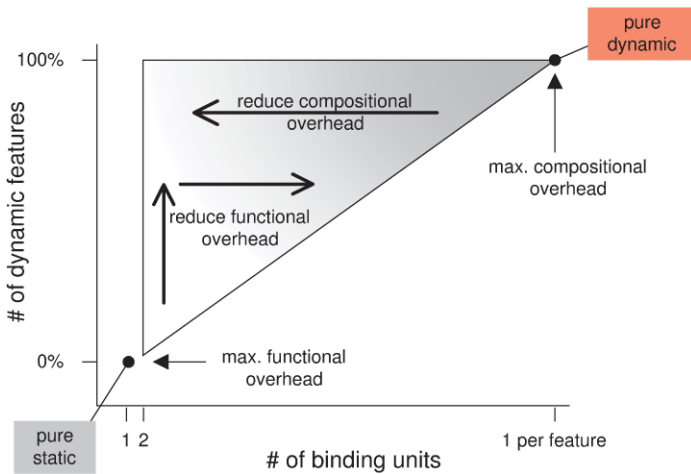 pure
dynamic
100%
reduce compositional
overhead
max. compositional
overhead
reduce functional
overhead
# of dynamic features
0%
max. functional
overhead
pure
static
1
2
1 per feature
# of binding units